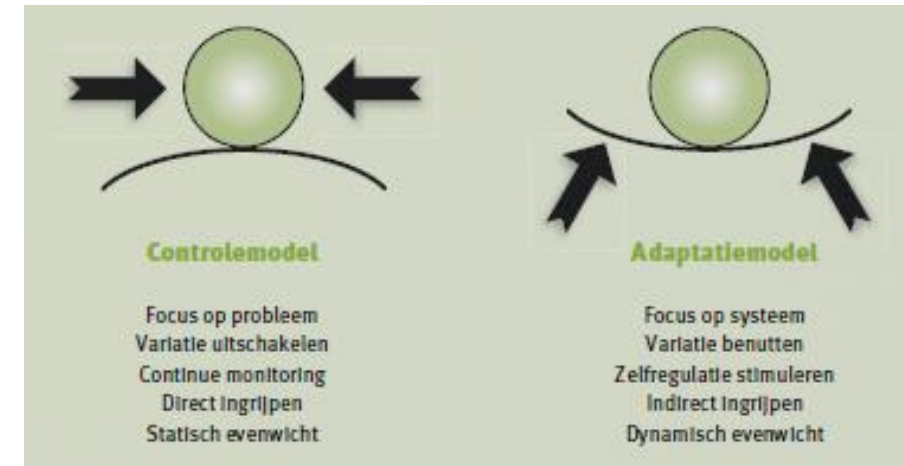 Controlemodel
Focus op probleem
Variatie uitschakelen
Continue monitoring
Direct ingrijpen
Statisch evenwicht
Adaptatiemodel
Focus op systeem
Variatie benutten
Zelfregulatie stimuleren
Indirect ingrijpen
Dynamisch evenwicht